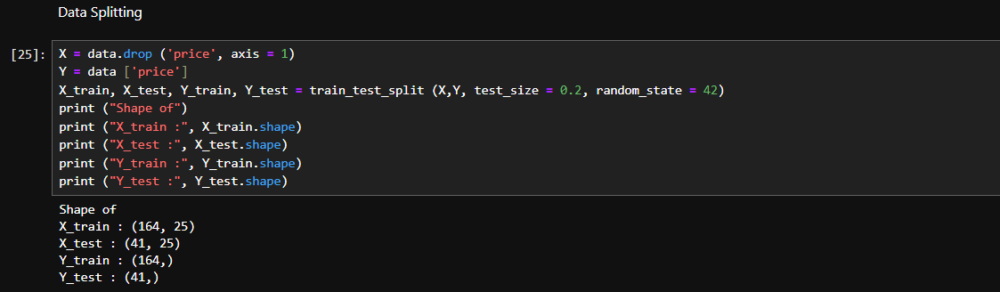 Data Splitting
[25]: X = data.drop ('price', axis = 1)
Y = data ['price']
X_train, X_test, Y_train, Y_test = train_test_split (X,Y, test_size = 0.2, random_state = 42)
print ("Shape of")
print ("X_train :", X_train.shape)
print ("X_test :", X_test.shape)
print ("Y_train :", Y_train.shape)
print ("Y_test :", Y_test.shape)
Shape of
X_train : (164, 25)
X_test : (41, 25)
Y_train : (164,)
Y_test : (41,)